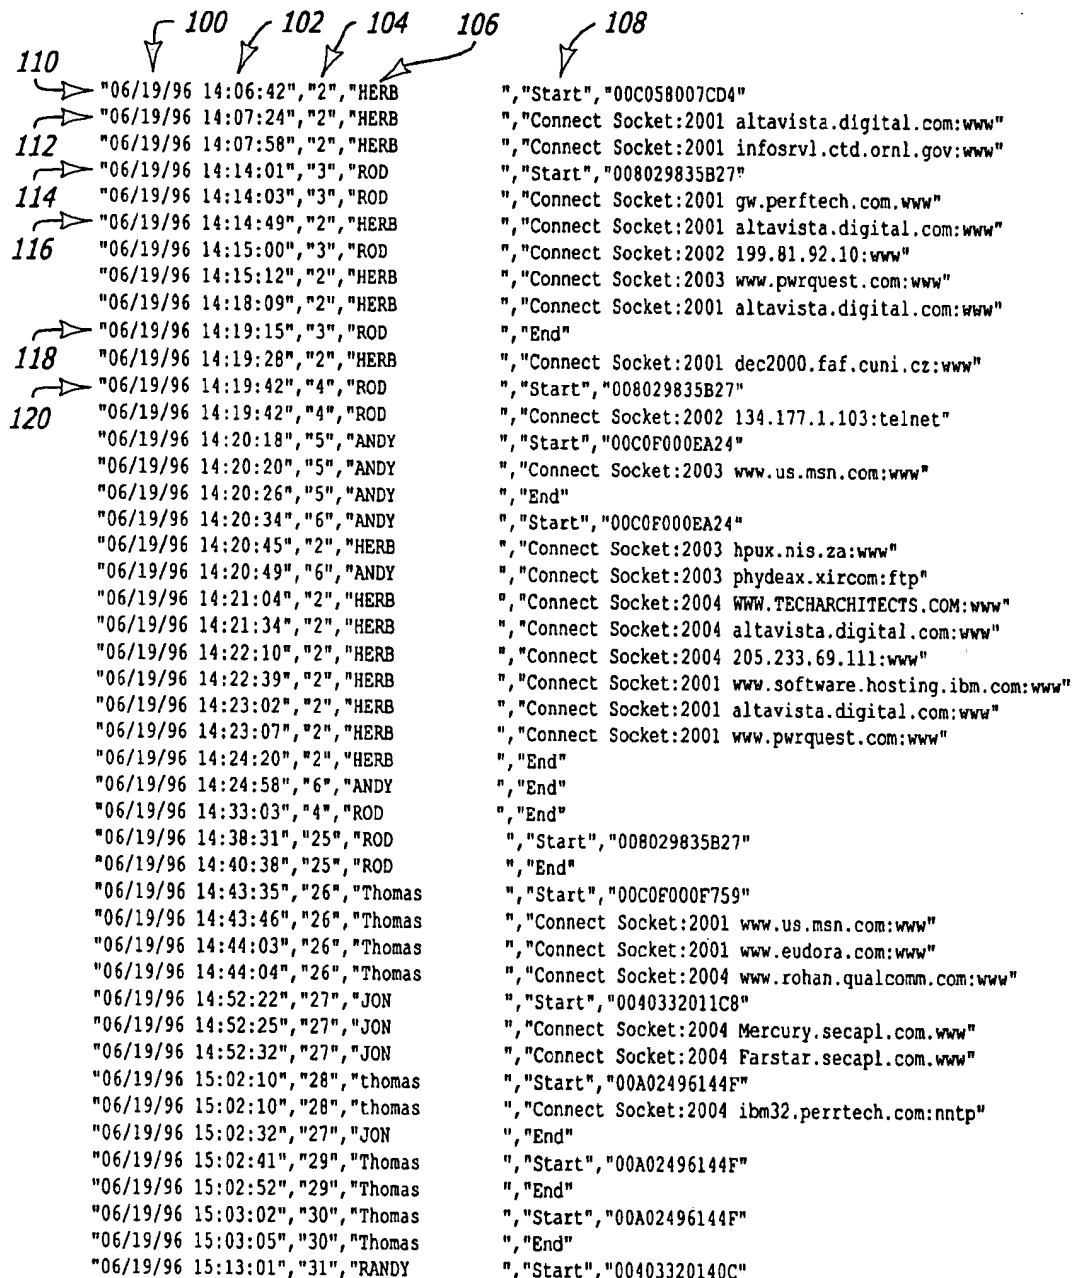 100 102 104 106 108
110 "06/19/96 14:06:42","2","HERB ","Start","00C058007CD4"
"06/19/96 14:07:24","2","HERB ","Connect Socket:2001 altavista.digital.com:www"
112 "06/19/96 14:07:58","2","HERB ","Connect Socket:2001 infosrvl.ctd.ornl.gov:www"
"06/19/96 14:14:01","3","ROD ","Start","008029835B27"
114 "06/19/96 14:14:03","3","ROD ","Connect Socket:2001 gw.perftech.com.www"
"06/19/96 14:14:49","2","HERB ","Connect Socket:2001 altavista.digital.com:www"
116 "06/19/96 14:15:00","3","ROD ","Connect Socket:2002 199.81.92.10:www"
"06/19/96 14:15:12","2","HERB ","Connect Socket:2003 www.pwrquest.com:www"
"06/19/96 14:18:09","2","HERB ","Connect Socket:2001 altavista.digital.com:www"
"06/19/96 14:19:15","3","ROD ","End"
118 "06/19/96 14:19:28","2","HERB ","Connect Socket:2001 dec2000.faf.cuni.cz:www"
"06/19/96 14:19:42","4","ROD ","Start","008029835B27"
120 "06/19/96 14:19:42","4","ROD ","Connect Socket:2002 134.177.1.103:telnet"
"06/19/96 14:20:18","5","ANDY ","Start","00C0F000EA24"
"06/19/96 14:20:20","5","ANDY ","Connect Socket:2003 www.us.msn.com:www"
"06/19/96 14:20:26","5","ANDY ","End"
"06/19/96 14:20:34","6","ANDY ","Start","00C0F000EA24"
"06/19/96 14:20:45","2","HERB ","Connect Socket:2003 hpux.nis.za:www"
"06/19/96 14:20:49","6","ANDY ","Connect Socket:2003 phydeax.xircom:ftp"
"06/19/96 14:21:04","2","HERB ","Connect Socket:2004 WWW.TECHARCHITECTS.COM:www"
"06/19/96 14:21:34","2","HERB ","Connect Socket:2004 altavista.digital.com:www"
"06/19/96 14:22:10","2","HERB ","Connect Socket:2004 205.233.69.111:www"
"06/19/96 14:22:39","2","HERB ","Connect Socket:2001 www.software.hosting.ibm.com:www"
"06/19/96 14:23:02","2","HERB ","Connect Socket:2001 altavista.digital.com:www"
"06/19/96 14:23:07","2","HERB ","Connect Socket:2001 www.pwrquest.com:www"
"06/19/96 14:24:20","2","HERB ","End"
"06/19/96 14:24:58","6","ANDY ","End"
"06/19/96 14:33:03","4","ROD ","End"
"06/19/96 14:38:31","25","ROD ","Start","008029835B27"
"06/19/96 14:40:38","25","ROD ","End"
"06/19/96 14:43:35","26","Thomas ","Start","00C0F000F759"
"06/19/96 14:43:46","26","Thomas ","Connect Socket:2001 www.us.msn.com:www"
"06/19/96 14:44:03","26","Thomas ","Connect Socket:2001 www.eudora.com:www"
"06/19/96 14:44:04","26","Thomas ","Connect Socket:2004 www.rohan.qualcomm.com:www"
"06/19/96 14:52:22","27","JON ","Start","0040332011C8"
"06/19/96 14:52:25","27","JON ","Connect Socket:2004 Mercury.secapl.com.www"
"06/19/96 14:52:32","27","JON ","Connect Socket:2004 Farstar.secapl.com.www"
"06/19/96 15:02:10","28","thomas ","Start","00A02496144F"
"06/19/96 15:02:10","28","thomas ","Connect Socket:2004 ibm32.perrtech.com:nntp"
"06/19/96 15:02:32","27","JON ","End"
"06/19/96 15:02:41","29","Thomas ","Start","00A02496144F"
"06/19/96 15:02:52","29","Thomas ","End"
"06/19/96 15:03:02","30","Thomas ","Start","00A02496144F"
"06/19/96 15:03:05","30","Thomas ","End"
"06/19/96 15:13:01","31","RANDY ","Start","00403320140C"